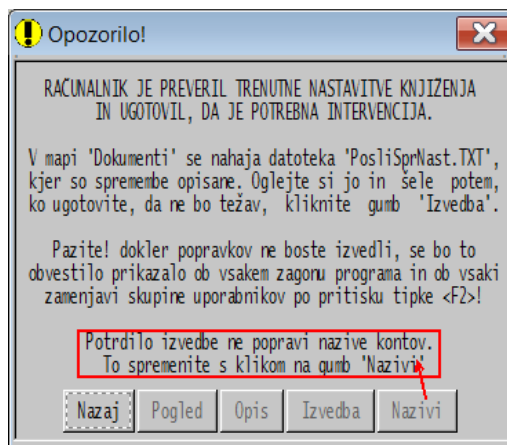 Opozorilo!
RAČUNALNIK JE PREVERIL TRENUTNE NASTAVITVE KNJIŽENJA
IN UGOTOVIL, DA JE POTREBNA INTERVENCIJA.
V mapi 'Dokumenti' se nahaja datoteka 'PosliSprNast.TXT',
kjer so spremembe opisane. Oglejte si jo in šele potem,
ko ugotovite, da ne bo težav, kliknite gumb 'Izvedba'.
Pazite! dokler popravkov ne boste izvedli, se bo to
obvestilo prikazalo ob vsakem zagonu programa in ob vsaki
zamenjavi skupine uporabnikov po pritisku tipke <F2>!
Potrdilo izvedbe ne popravi nazive kontov.
To spremenite s klikom na gumb 'Nazivi'
Nazaj Pogled Opis Izvedba Nazivi